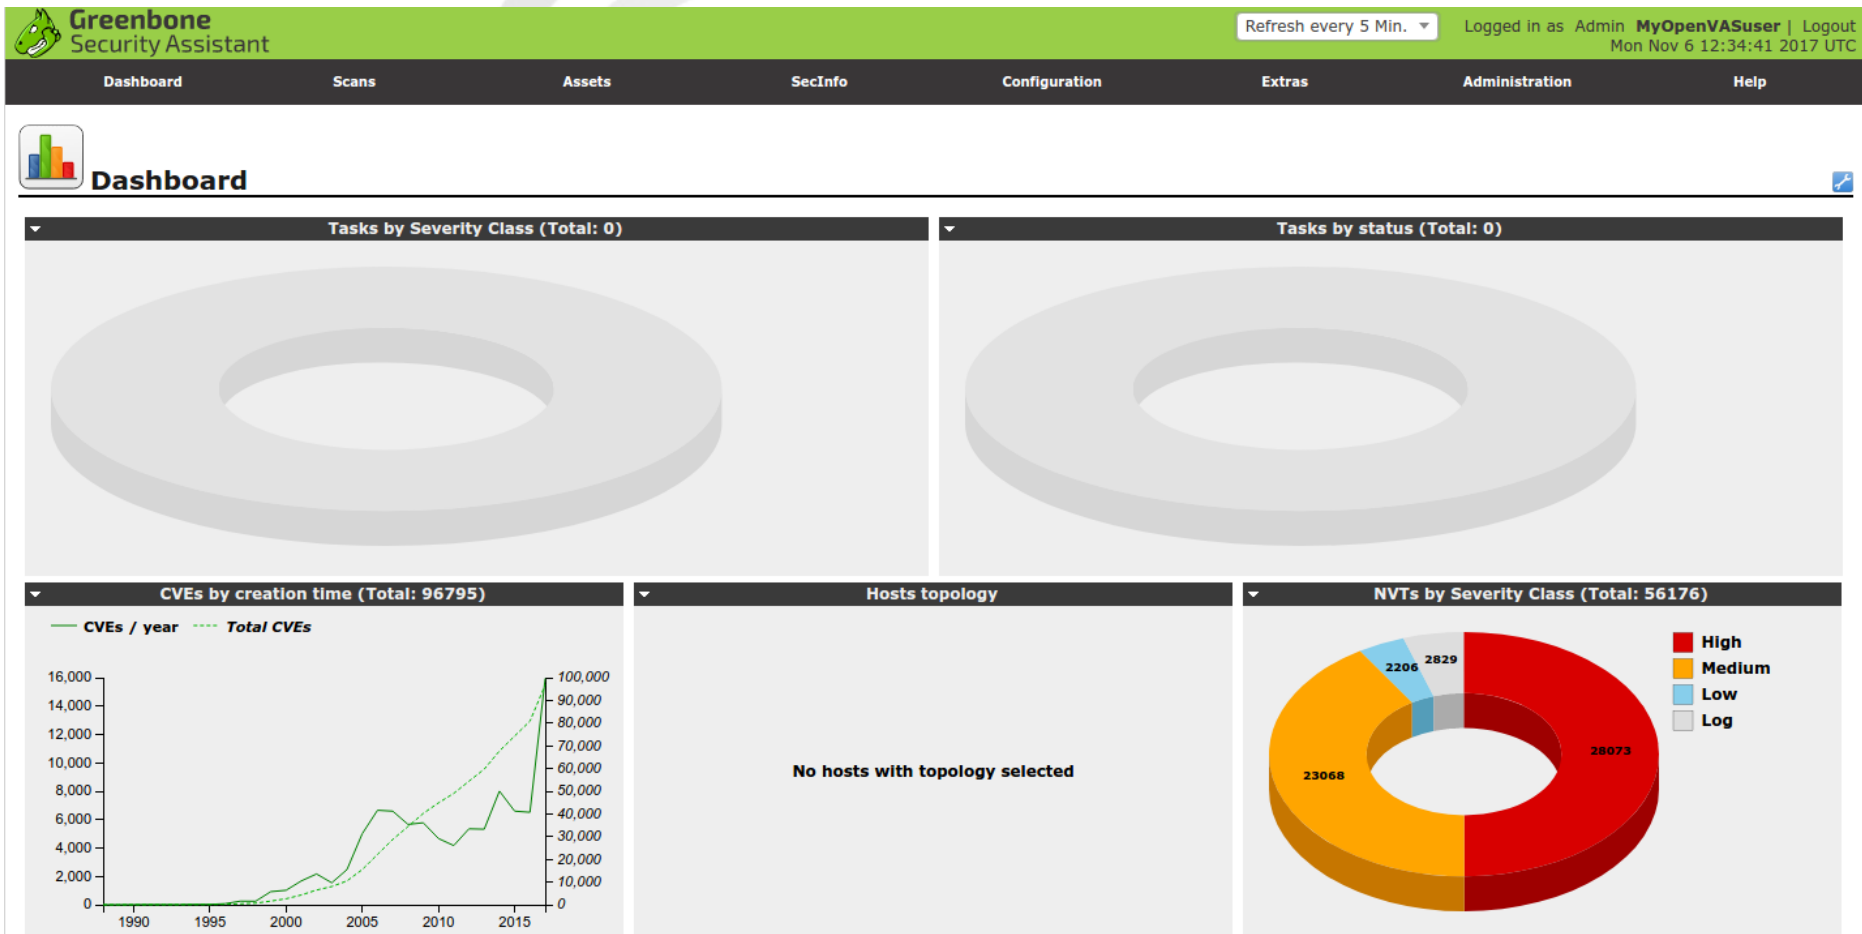 Greenbone
Security Assistant
Refresh every 5 Min.
Logged in as Admin MyOpenVASuser | Logout
Mon Nov 6 12:34:41 2017 UTC
Dashboard Scans Assets SecInfo Configuration Extras Administration Help
Dashboard
Tasks by Severity Class (Total: 0)
Tasks by status (Total: 0)
CVEs by creation time (Total: 96795)
CVEs / year Total CVEs
16,000
14,000
12,000
10,000
8,000
6,000
4,000
2,000
0
100,000
90,000
80,000
70,000
60,000
50,000
40,000
30,000
20,000
10,000
0
1990 1995 2000 2005 2010 2015
Hosts topology
No hosts with topology selected
NVTs by Severity Class (Total: 56176)
2206
2829
28073
23068
High
Medium
Low
Log